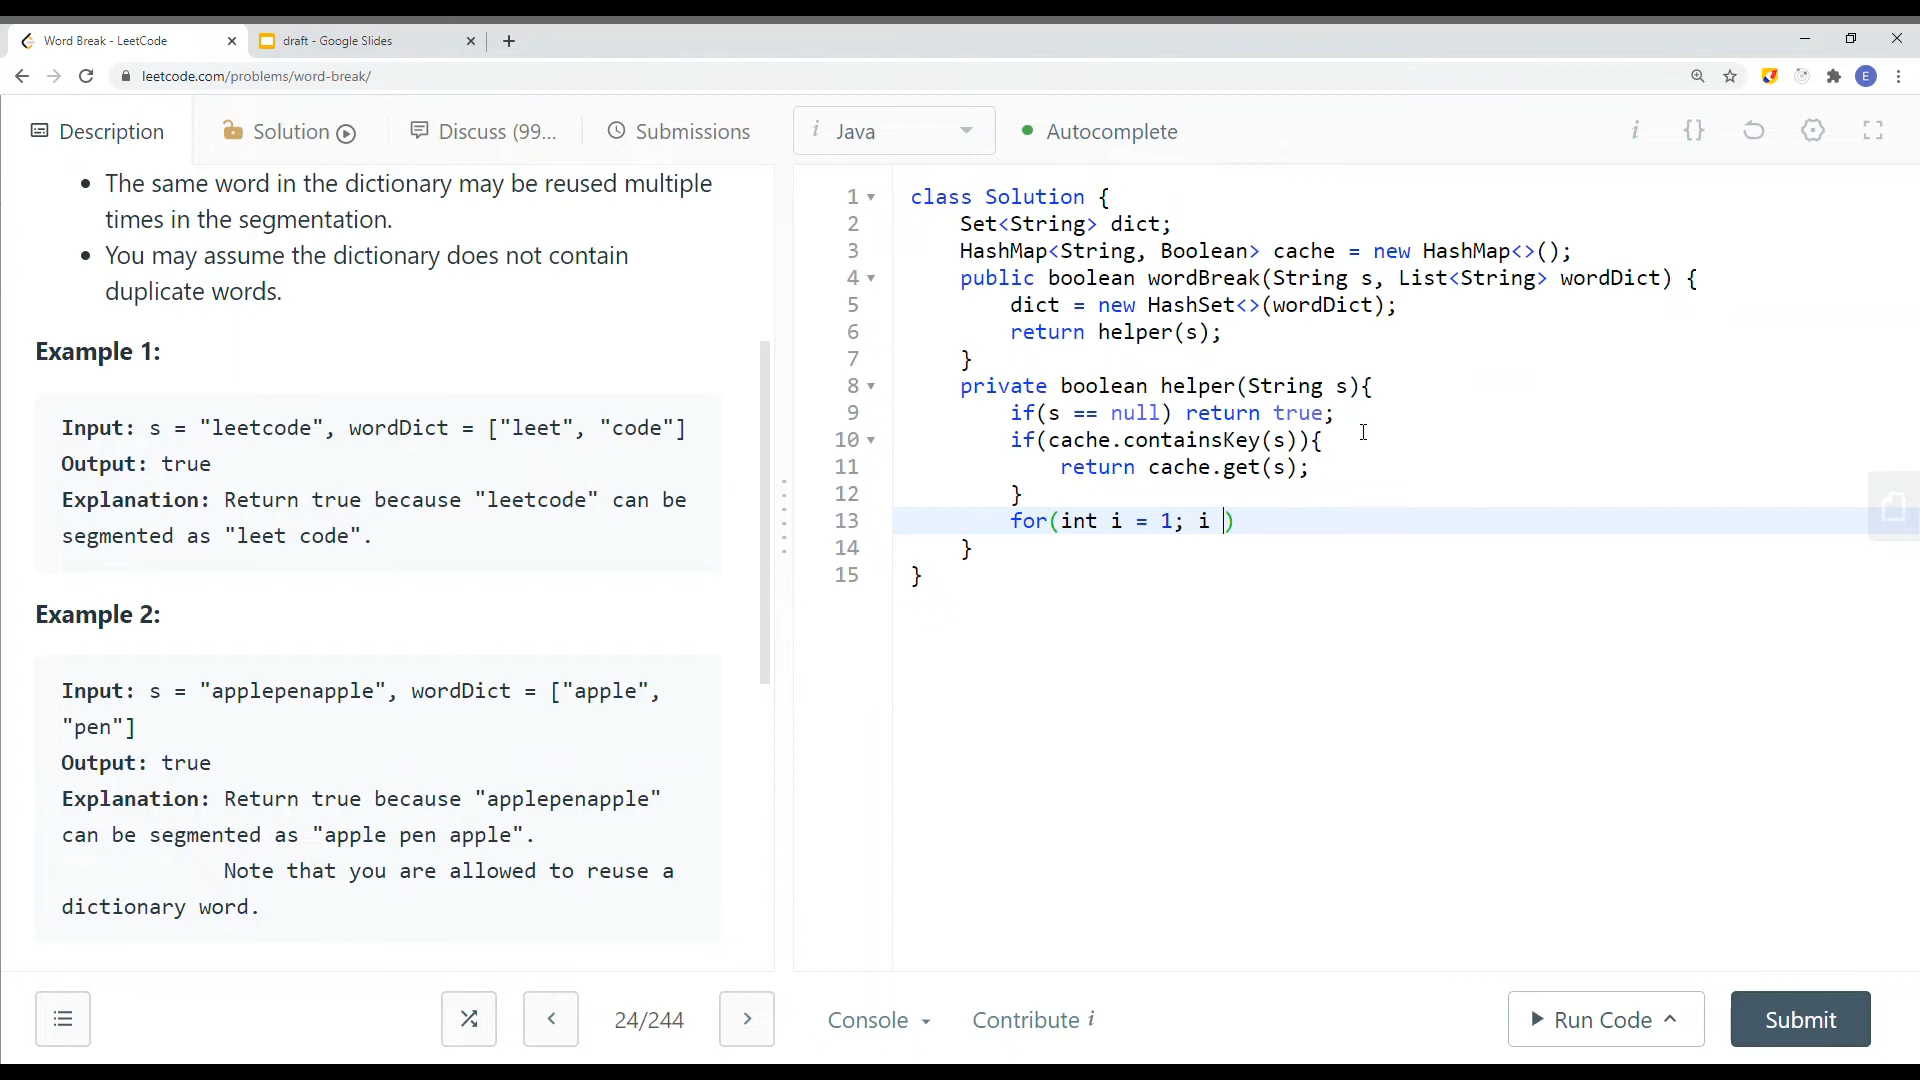 Word Break - LeetCode
draft - Google Slides
leetcode.com/problems/word-break/
E
Description
Solution
Discuss (99...
Submissions
i Java
Autocomplete
i {}
• The same word in the dictionary may be reused multiple
times in the segmentation.
• You may assume the dictionary does not contain
duplicate words.
Example 1:
Input: s = "leetcode", wordDict = ["leet", "code"]
Output: true
Explanation: Return true because "leetcode" can be
segmented as "leet code".
Example 2:
Input: s = "applepenapple", wordDict = ["apple",
"pen"]
Output: true
Explanation: Return true because "applepenapple"
can be segmented as "apple pen apple".
Note that you are allowed to reuse a
dictionary word.
1 class Solution {
2 Set<String> dict;
3 HashMap<String, Boolean> cache = new HashMap<>();
4 public boolean wordBreak(String s, List<String> wordDict) {
5 dict = new HashSet<>(wordDict);
6 return helper(s);
7 }
8 private boolean helper(String s){
9 if(s == null) return true;
10 if(cache.containsKey(s)){
11 return cache.get(s);
12 }
13 for(int i = 1; i )
14 }
15 }
24/244
Console
Contribute i
Run Code
Submit